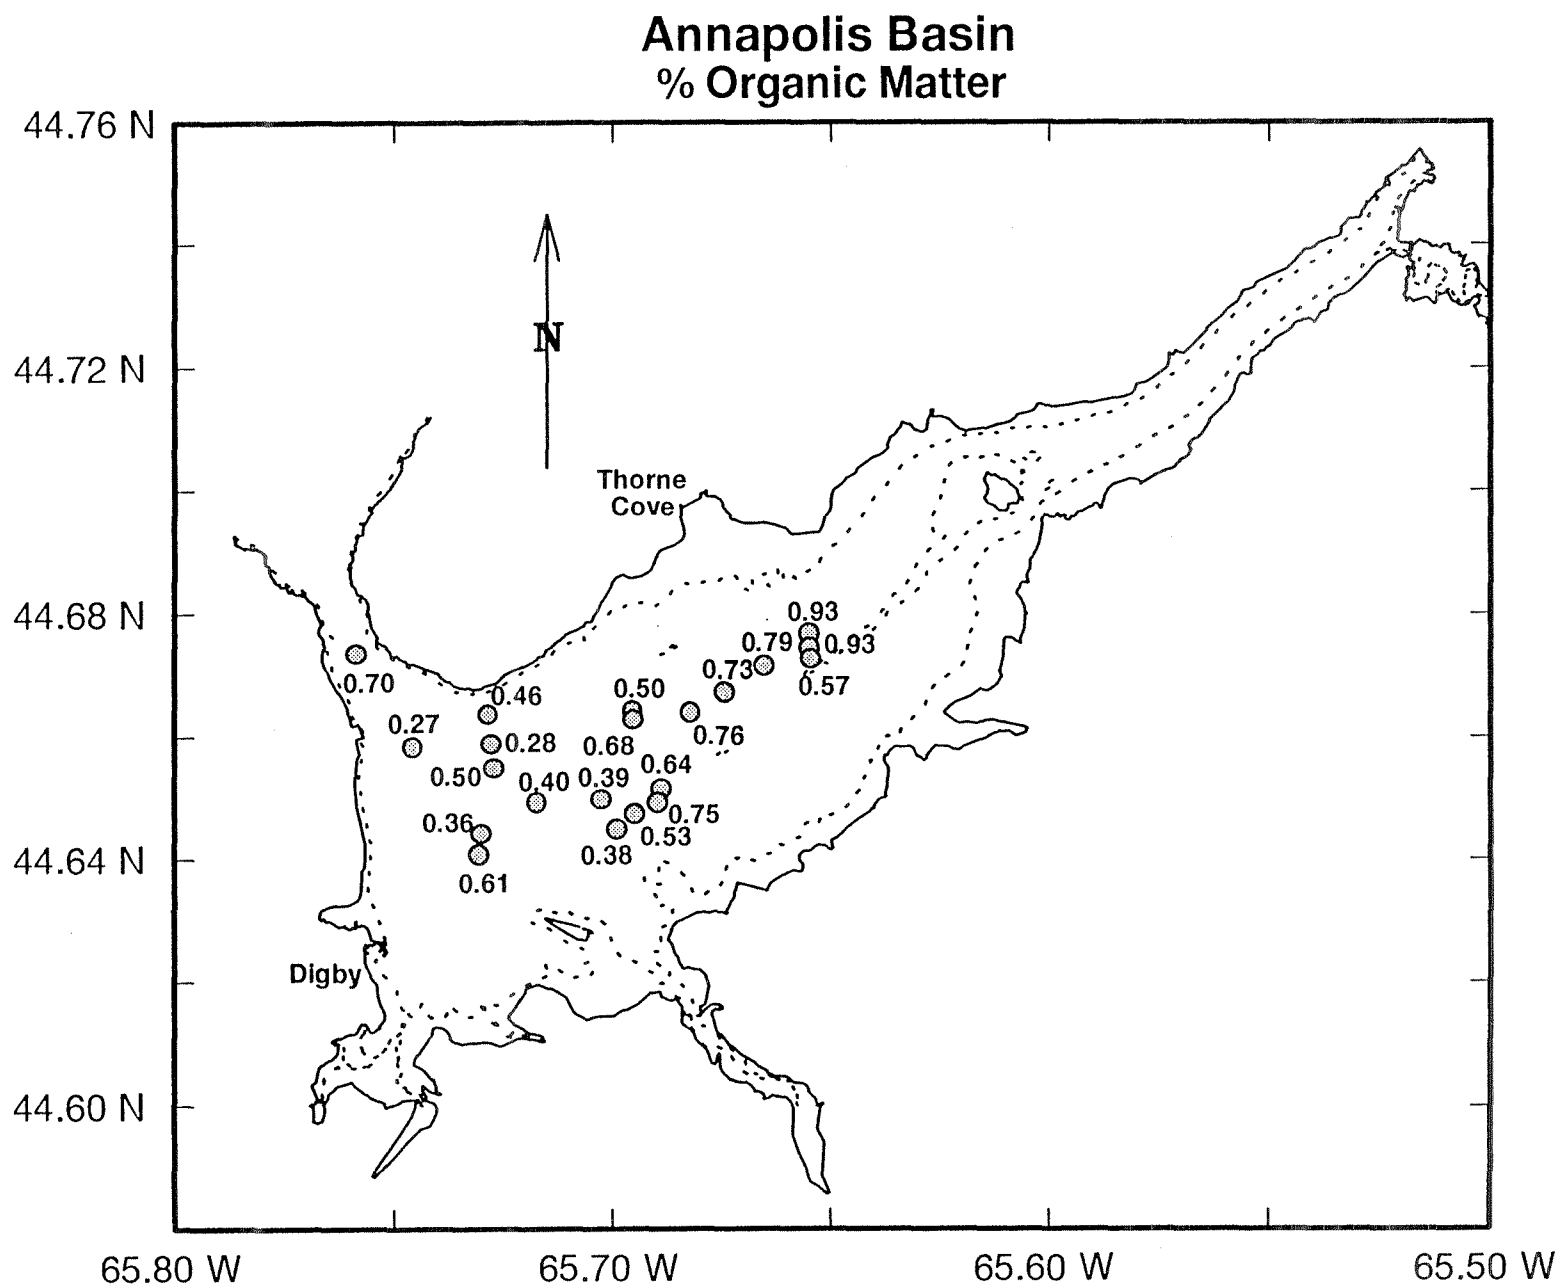 Annapolis Basin
% Organic Matter
44.76 N
44.72 N
44.68 N
44.64 N
44.60 N
N
Thorne
Cove
0.93
0.79
0.93
0.73
0.57
0.70
0.46
0.50
0.27
0.28
0.68
0.76
0.50
0.40
0.39
0.64
0.36
0.75
0.53
0.38
0.61
Digby
65.80 W
65.70 W
65.60 W
65.50 W